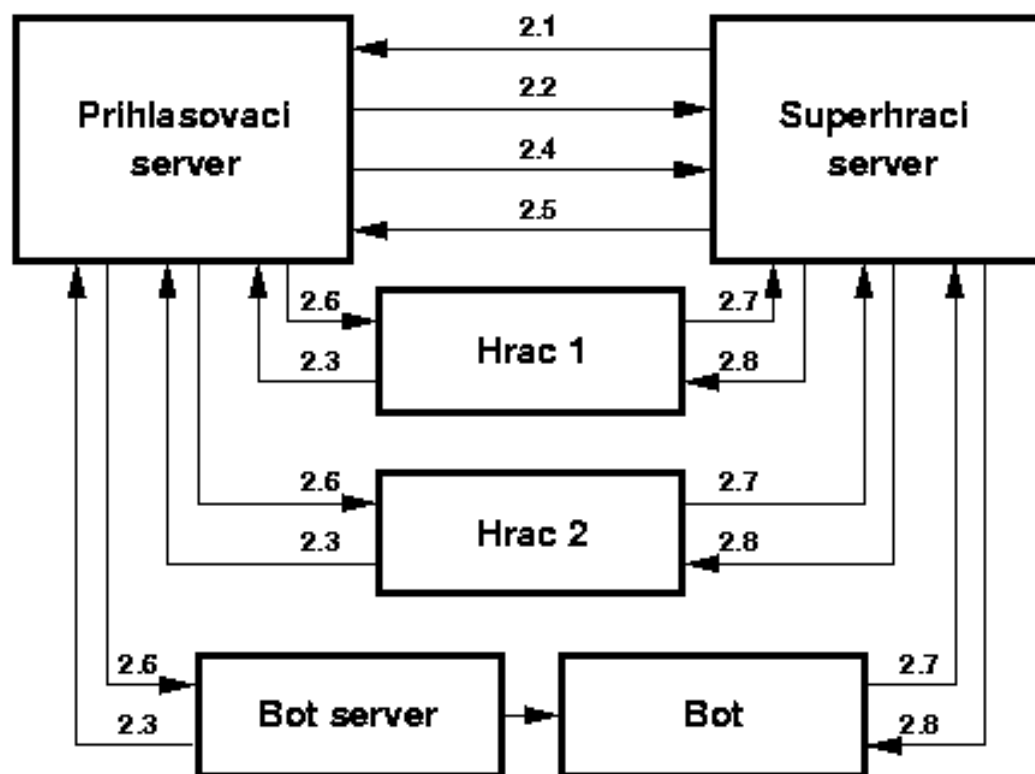 2.1
Prihlasovaci
server
2.2
Superhraci
server
2.4
2.5
2.6
2.7
Hrac 1
2.3
2.8
2.6
2.7
Hrac 2
2.3
2.8
2.6
2.7
Bot server
Bot
2.3
2.8